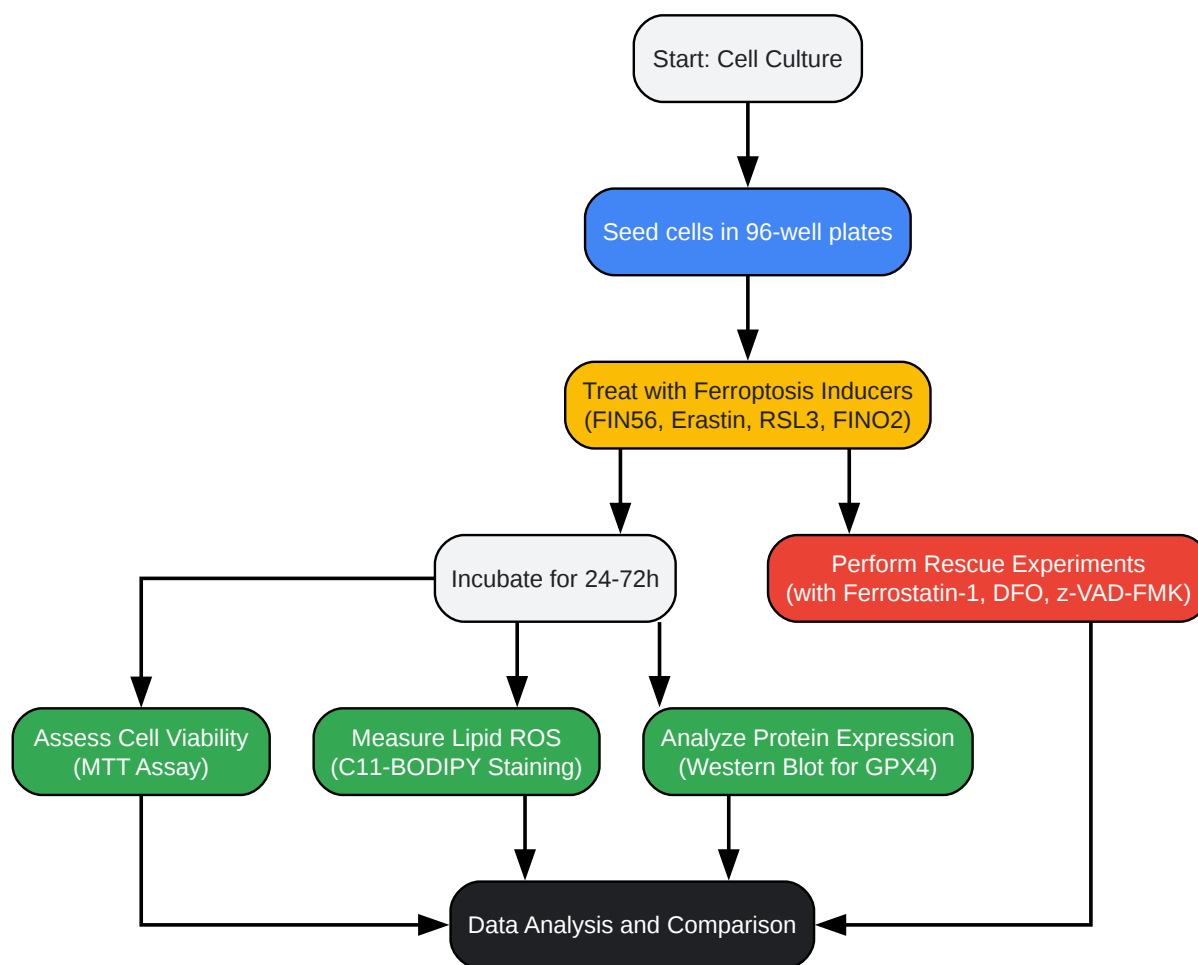 Start: Cell Culture
Seed cells in 96-well plates
Treat with Ferroptosis Inducers
(FIN56, Erastin, RSL3, FINO2)
Incubate for 24-72h
Perform Rescue Experiments
(with Ferrostatin-1, DFO, z-VAD-FMK)
Assess Cell Viability
(MTT Assay)
Measure Lipid ROS
(C11-BODIPY Staining)
Analyze Protein Expression
(Western Blot for GPX4)
Data Analysis and Comparison